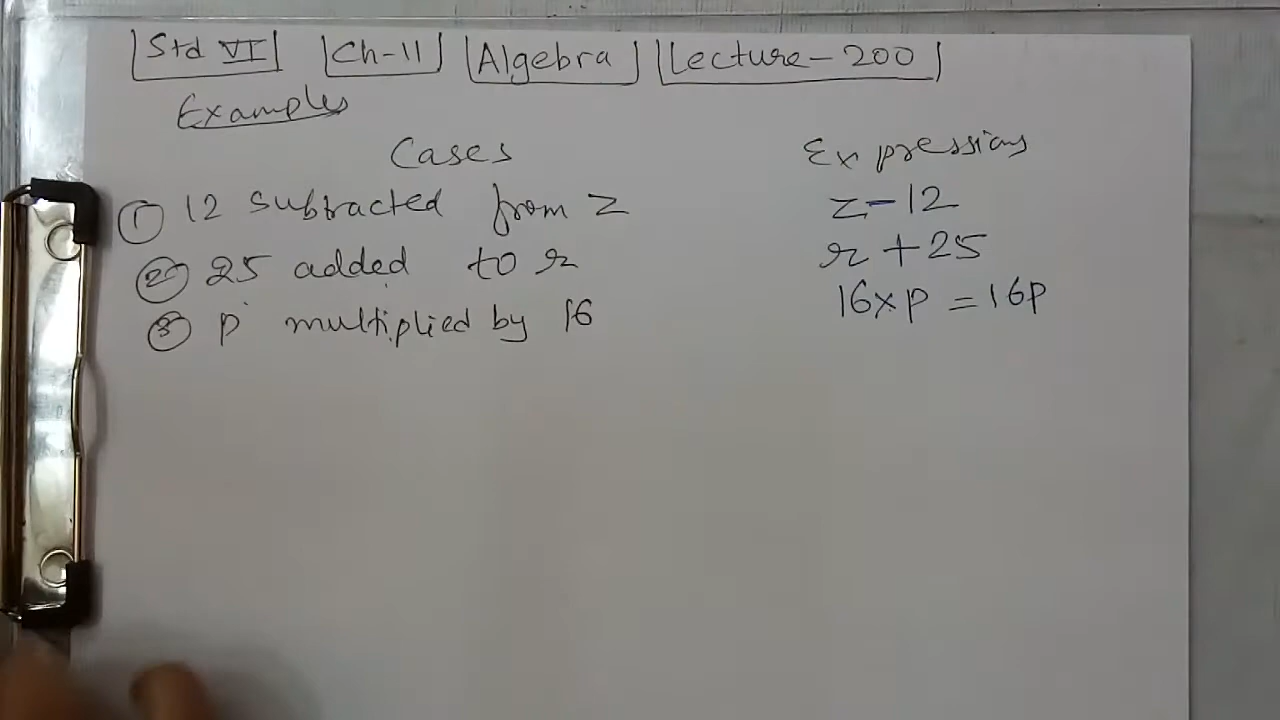 Std VI Ch-11 Algebra Lecture-200
Examples
Cases Expressions
① 12 subtracted from z z-12
② 25 added to r r+25
③ p multiplied by 16 16×p =16p